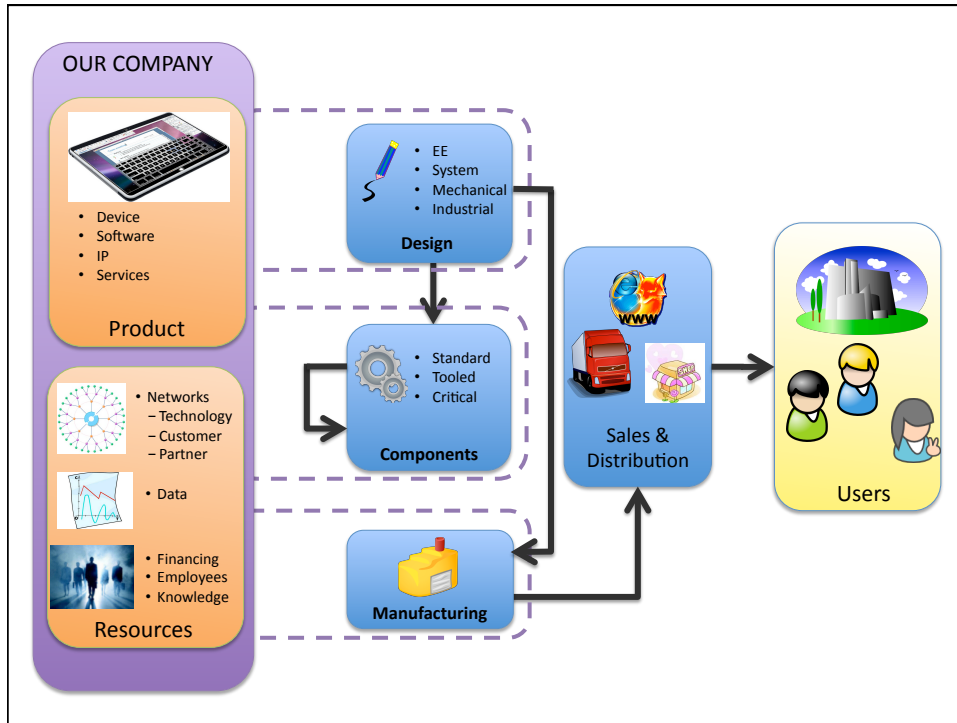 OUR COMPANY
• Device
• Software
• IP
• Services
Product
• Networks
– Technology
– Customer
– Partner
• Data
• Financing
• Employees
• Knowledge
Resources
• EE
• System
• Mechanical
• Industrial
Design
• Standard
• Tooled
• Critical
Components
Manufacturing
WWW
Sales &
Distribution
Users